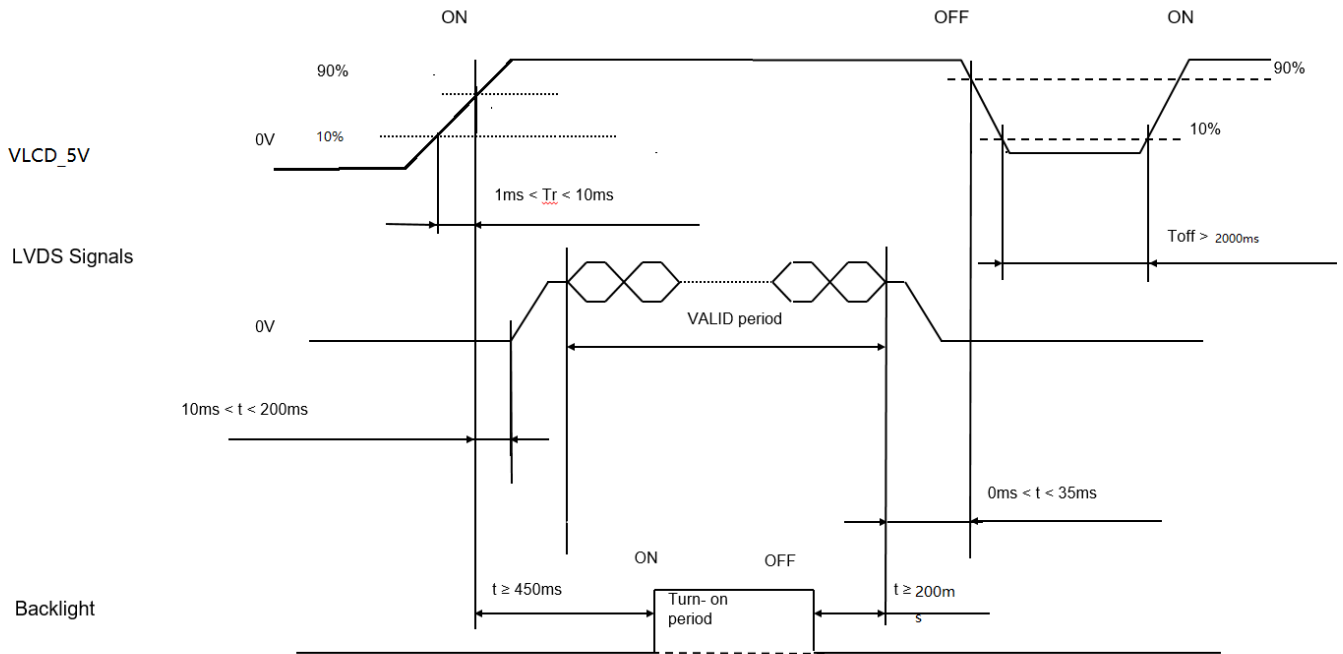 ON
OFF
ON
90%
90%
0V
10%
10%
VLCD_5V
1ms < Tr < 10ms
Toff > 2000ms
LVDS Signals
VALID period
0V
10ms < t < 200ms
0ms < t < 35ms
ON
OFF
t ≥ 450ms
t ≥ 200m
s
Backlight
Turn- on
period